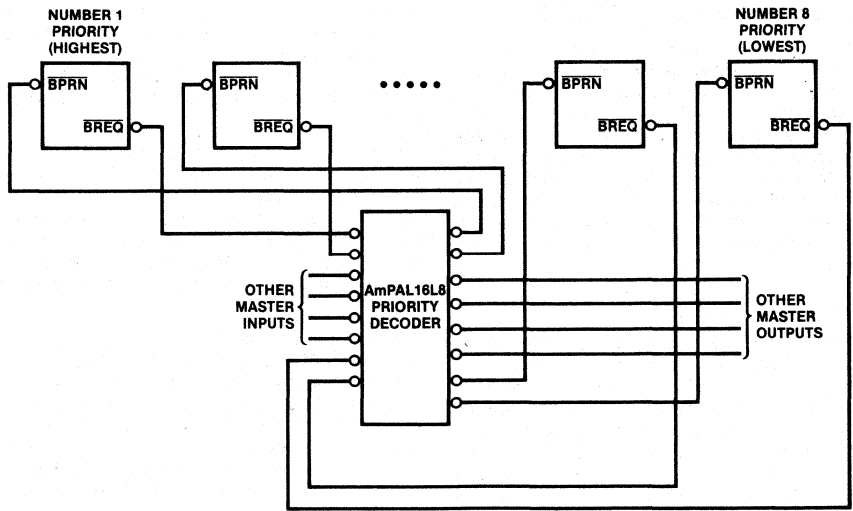 NUMBER 1
PRIORITY
(HIGHEST)
NUMBER 8
PRIORITY
(LOWEST)
BPRN
BREQ
BPRN
BREQ
BPRN
BREQ
BPRN
BREQ
OTHER
MASTER
INPUTS
AmPAL16L8
PRIORITY
DECODER
OTHER
MASTER
OUTPUTS